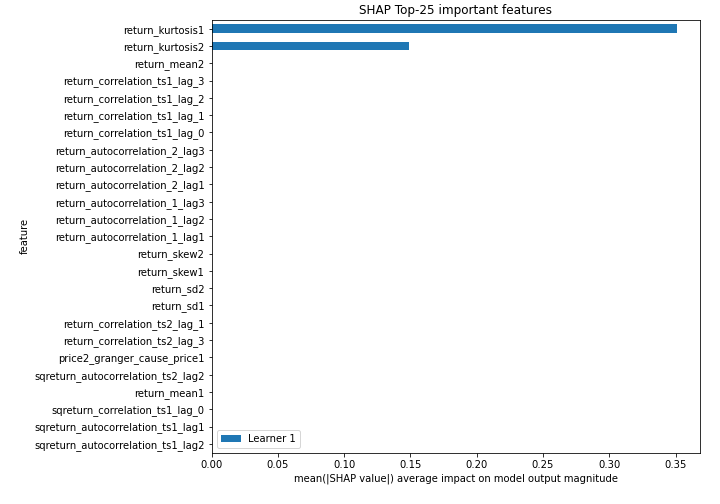 SHAP Top-25 important features
return_kurtosis1
return_kurtosis2
return_mean2
return_correlation_ts1_lag_3
return_correlation_ts1_lag_2
return_correlation_ts1_lag_1
return_correlation_ts1_lag_0
return_autocorrelation_2_lag3
return_autocorrelation_2_lag2
return_autocorrelation_2_lag1
return_autocorrelation_1_lag3
return_autocorrelation_1_lag2
return_autocorrelation_1_lag1
return_skew2
return_skew1
return_sd2
return_sd1
return_correlation_ts2_lag_1
return_correlation_ts2_lag_3
price2_granger_cause_price1
sqreturn_autocorrelation_ts2_lag2
return_mean1
sqreturn_correlation_ts1_lag_0
sqreturn_autocorrelation_ts1_lag1
sqreturn_autocorrelation_ts1_lag2
feature
Learner 1
0.00 0.05 0.10 0.15 0.20 0.25 0.30 0.35
mean(|SHAP value|) average impact on model output magnitude